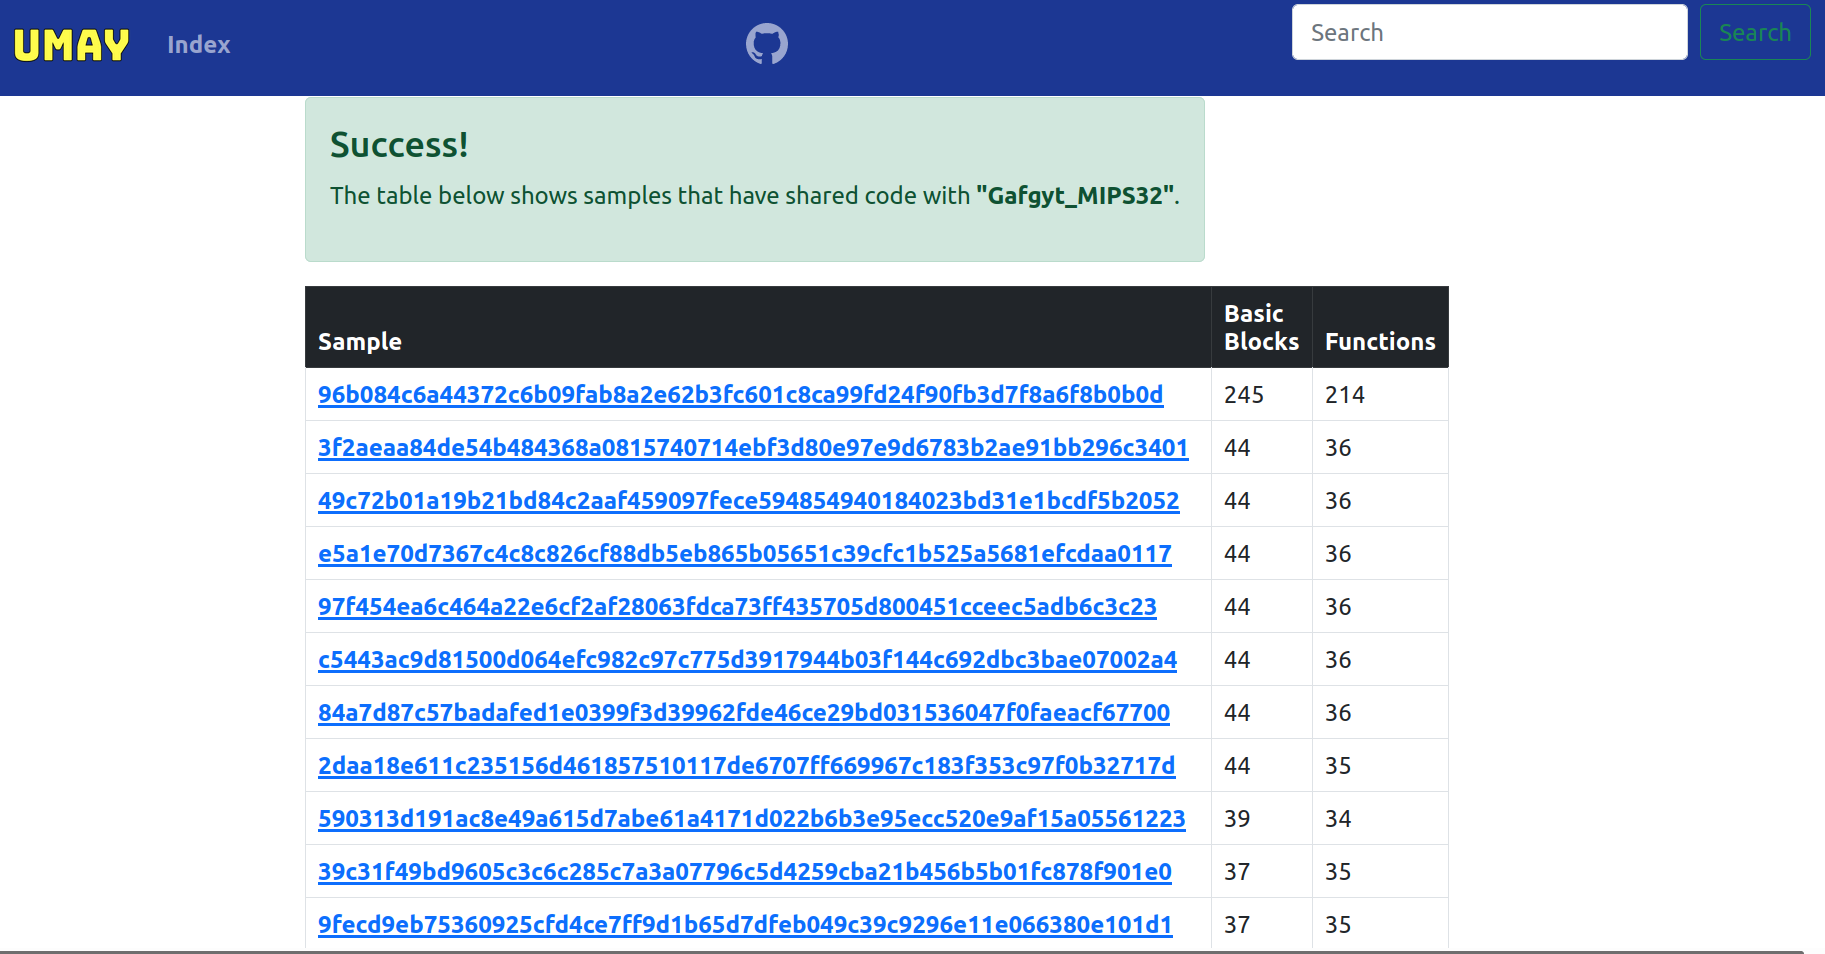 UMAY Index Search Search
Success!
The table below shows samples that have shared code with "Gafgyt_MIPS32".
Sample Basic Blocks Functions
96b084c6a44372c6b09fab8a2e62b3fc601c8ca99fd24f90fb3d7f8a6f8b0b0d 245 214
3f2aeaa84de54b484368a0815740714ebf3d80e97e9d6783b2ae91bb296c3401 44 36
49c72b01a19b21bd84c2aaf459097fece594854940184023bd31e1bcdf5b2052 44 36
e5a1e70d7367c4c8c826cf88db5eb865b05651c39cfc1b525a5681efcdaa0117 44 36
97f454ea6c464a22e6cf2af28063fdca73ff435705d800451cceec5adb6c3c23 44 36
c5443ac9d81500d064efc982c97c775d3917944b03f144c692dbc3bae07002a4 44 36
84a7d87c57badafed1e0399f3d39962fde46ce29bd031536047f0faeacf67700 44 36
2daa18e611c235156d461857510117de6707ff669967c183f353c97f0b32717d 44 35
590313d191ac8e49a615d7abe61a4171d022b6b3e95ecc520e9af15a05561223 39 34
39c31f49bd9605c3c6c285c7a3a07796c5d4259cba21b456b5b01fc878f901e0 37 35
9fecd9eb75360925cfd4ce7ff9d1b65d7dfeb049c39c9296e11e066380e101d1 37 35